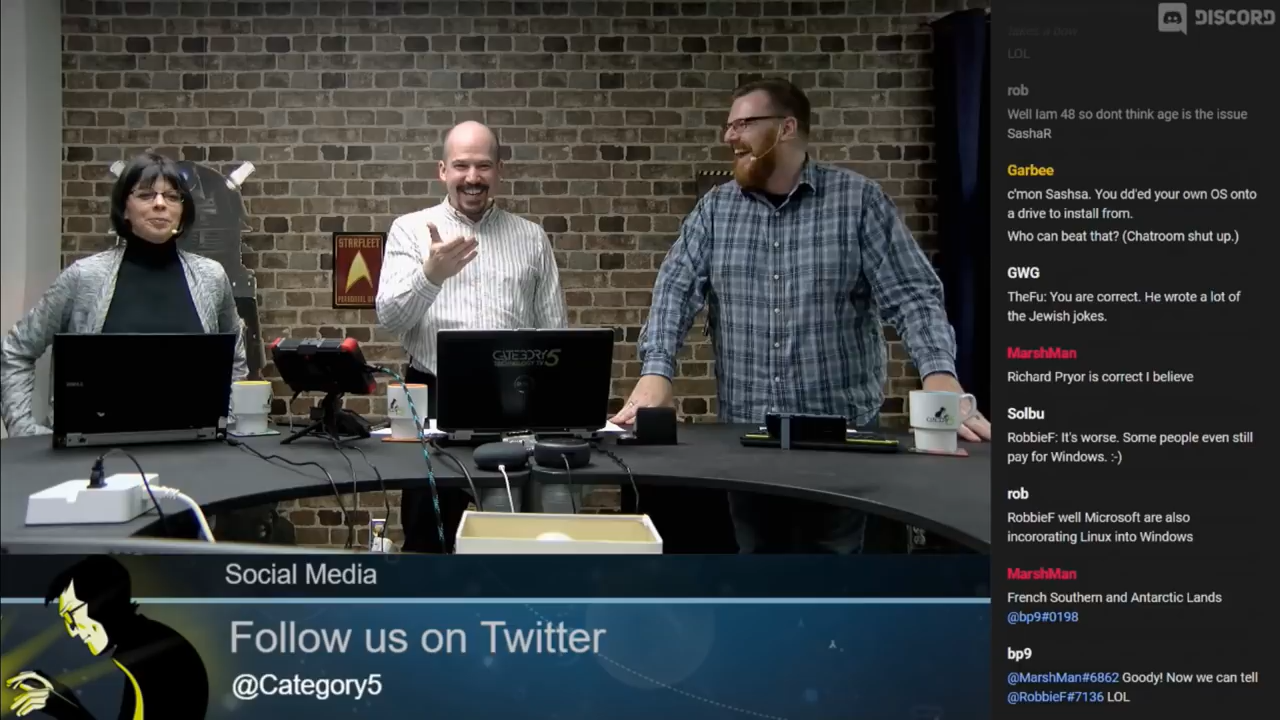 DISCORD
LOL
rob
Well Iam 48 so dont think age is the issue
SashaR
Garbee
c'mon Sashsa. You dd'ed your own OS onto
a drive to install from.
Who can beat that? (Chatroom shut up.)
GWG
TheFu: You are correct. He wrote a lot of
the Jewish jokes.
MarshMan
Richard Pryor is correct I believe
Solbu
RobbieF: It's worse. Some people even still
pay for Windows. :-)
rob
RobbieF well Microsoft are also
incororating Linux into Windows
MarshMan
French Southern and Antarctic Lands
@bp9#0198
bp9
@MarshMan#6862 Goody! Now we can tell
@RobbieF#7136 LOL
STARFLEET
CATEGORY5
TECHNOLOGY TV
DELL
Social Media
Follow us on Twitter
@Category5